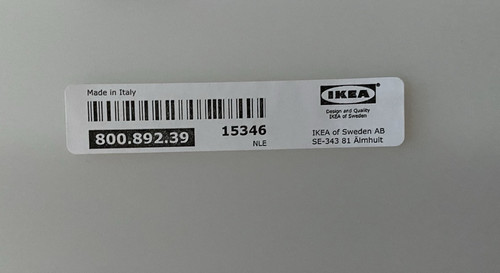 Made in Italy
800.892.39
15346
NLE
IKEA
Design and Quality
IKEA of Sweden
IKEA of Sweden AB
SE-343 81 Älmhult